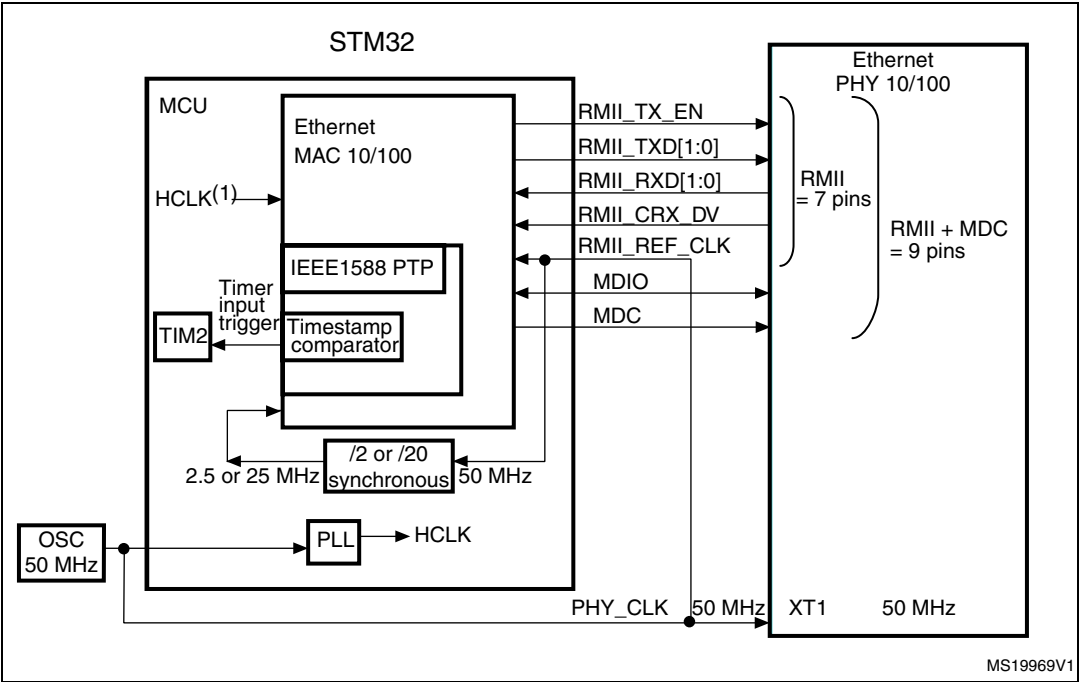 STM32
MCU
Ethernet
MAC 10/100
HCLK(1)
IEEE1588 PTP
Timer
input
trigger
TIM2
Timestamp
comparator
/2 or /20
synchronous
2.5 or 25 MHz
50 MHz
OSC
50 MHz
PLL
HCLK
RMII_TX_EN
RMII_TXD[1:0]
RMII_RXD[1:0]
RMII_CRX_DV
RMII_REF_CLK
MDIO
MDC
PHY_CLK
50 MHz
Ethernet
PHY 10/100
RMII
= 7 pins
RMII + MDC
= 9 pins
XT1
50 MHz
MS19969V1